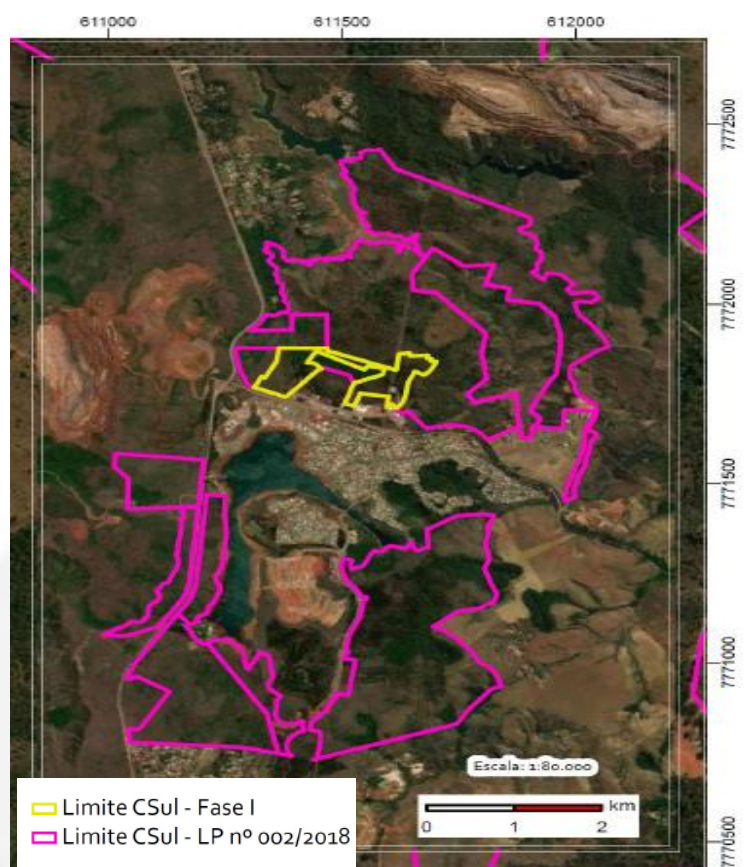 611000 611500 612000
7772500
7772000
7771500
7771000
7770500
Escala: 1:80.000
km
0 1 2
Limite CSul - Fase I
Limite CSul - LP nº 002/2018